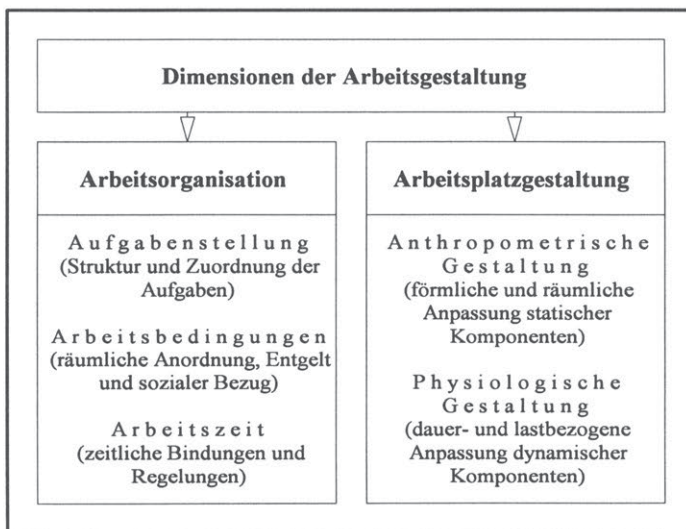 Dimensionen der Arbeitsgestaltung
Arbeitsorganisation
Aufgabenstellung
(Struktur und Zuordnung der
Aufgaben)
Arbeitsbedingungen
(räumliche Anordnung, Entgelt
und sozialer Bezug)
Arbeitszeit
(zeitliche Bindungen und
Regelungen)
Arbeitsplatzgestaltung
Anthropometrische
Gestaltung
(förmliche und räumliche
Anpassung statischer
Komponenten)
Physiologische
Gestaltung
(dauer- und lastbezogene
Anpassung dynamischer
Komponenten)